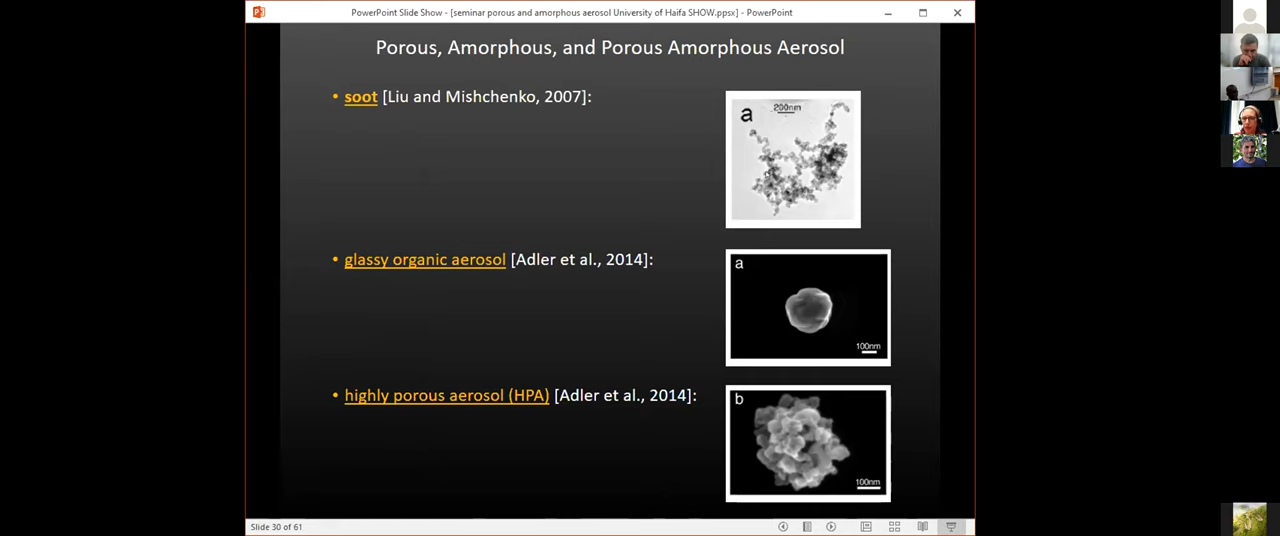 PowerPoint Slide Show - [seminar porous and amorphous aerosol University of Haifa SHOW.ppsx] - PowerPoint
Porous, Amorphous, and Porous Amorphous Aerosol
• soot [Liu and Mishchenko, 2007]:
a
200nm
• glassy organic aerosol [Adler et al., 2014]:
a
100nm
• highly porous aerosol (HPA) [Adler et al., 2014]:
b
100nm
Slide 30 of 61